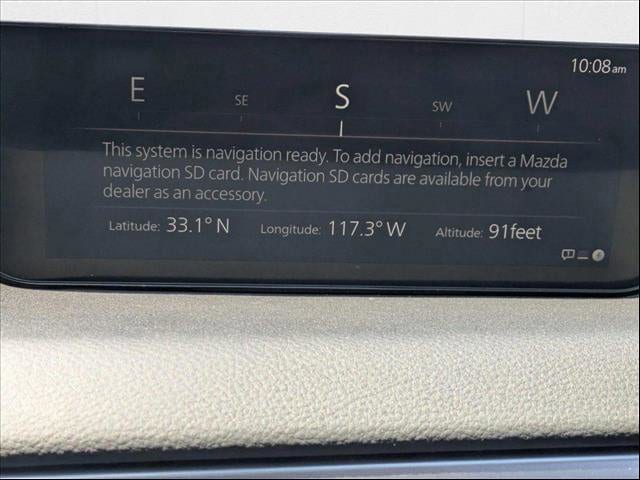 10:08am
E SE S SW W
This system is navigation ready. To add navigation, insert a Mazda
navigation SD card. Navigation SD cards are available from your
dealer as an accessory.
Latitude: 33.1° N Longitude: 117.3° W Altitude: 91feet